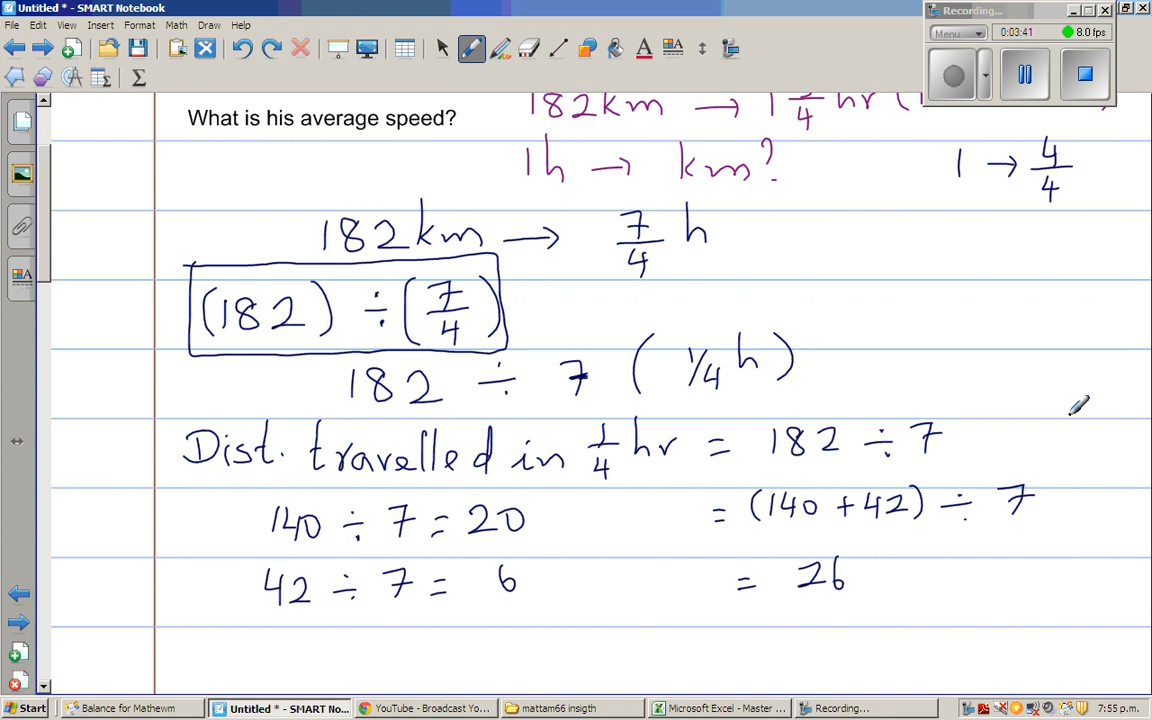 Untitled * - SMART Notebook
File Edit View Insert Format Math Draw Help
Recording...
Menu 0:03:41 8.0 fps
What is his average speed?
182km → 1 3/4 hr (1
1h → km?
1 → 4/4
182km → 7/4 h
(182) ÷ (7/4)
182 ÷ 7 (1/4 h)
Dist. travelled in 1/4 hr = 182 ÷ 7
140 ÷ 7 = 20 = (140 + 42) ÷ 7
42 ÷ 7 = 6 = 26
Start Balance for Mathewm Untitled * - SMART No... YouTube - Broadcast Yo... mattam66 insigth Microsoft Excel - Master ... Recording... 7:55 p.m.